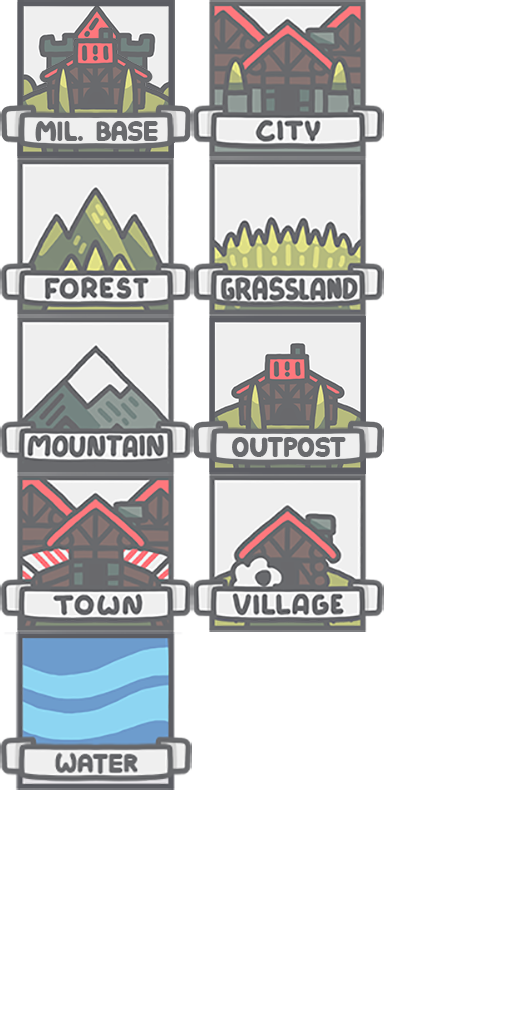 MIL. BASE
CITY
FOREST
GRASSLAND
MOUNTAIN
OUTPOST
TOWN
VILLAGE
WATER